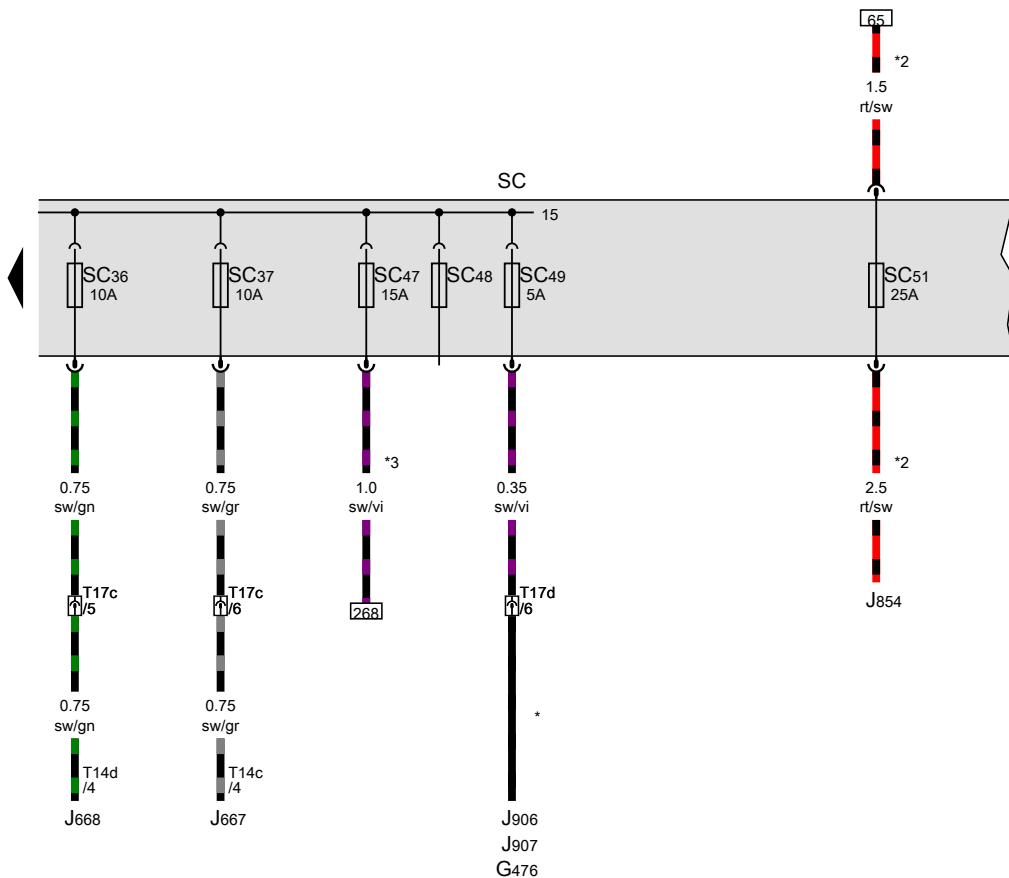 65
*2
1.5
rt/sw
SC
15
SC36
10A
SC37
10A
SC47
15A
SC48
SC49
5A
SC51
25A
*3
*2
0.75
sw/gn
0.75
sw/gr
1.0
sw/vi
0.35
sw/vi
2.5
rt/sw
T17c
/5
T17c
/6
268
T17d
/6
J854
0.75
sw/gn
0.75
sw/gr
*
T14d
/4
T14c
/4
J668
J667
J906
J907
G476